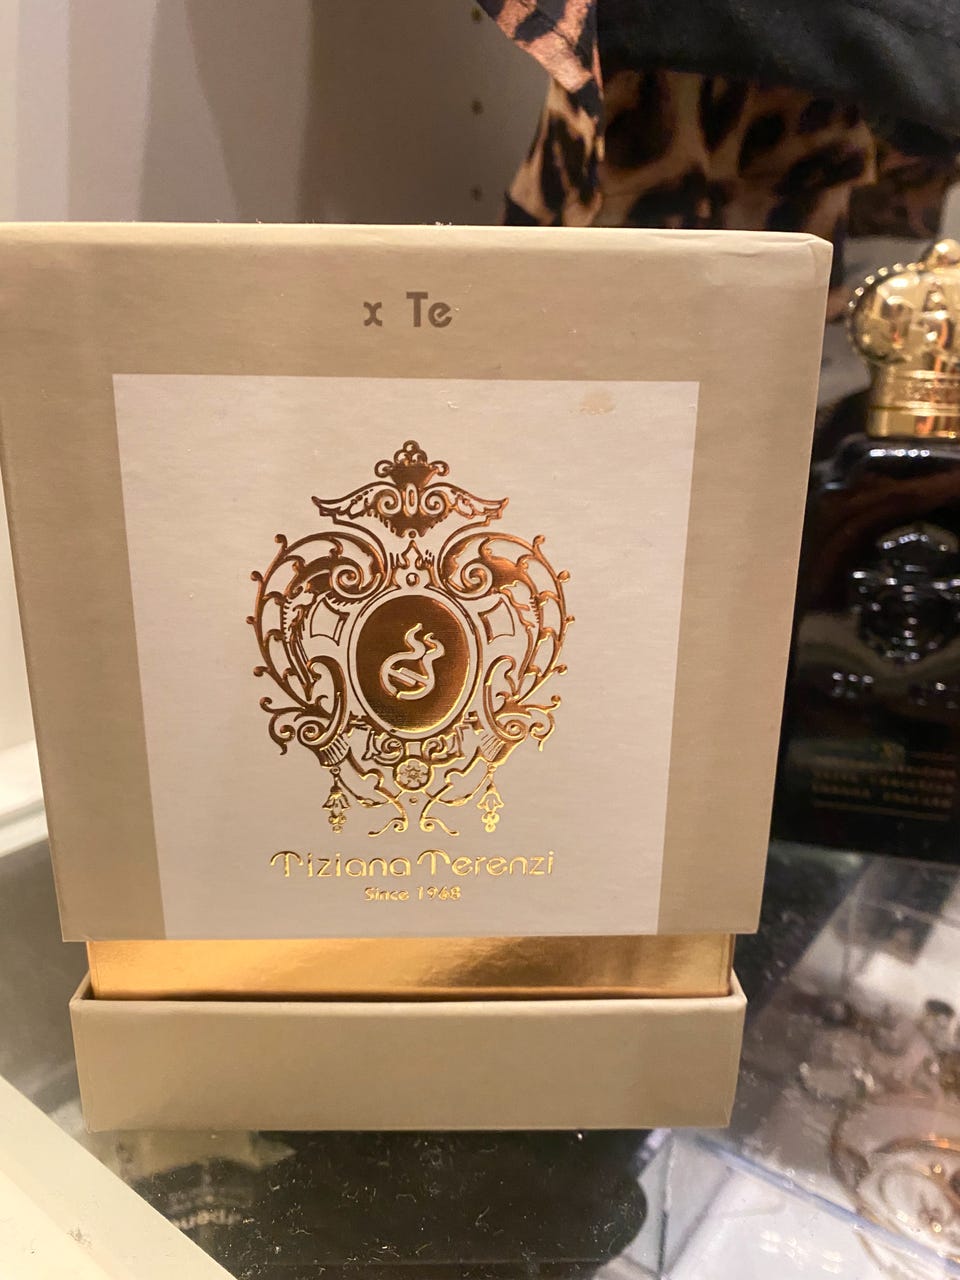 x Te
Tiziana Terenzi
Since 1968